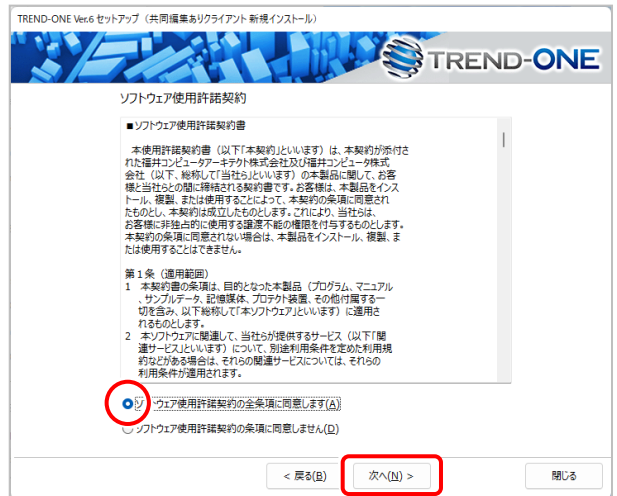 TREND-ONE Ver.6 セットアップ（共同編集ありクライアント 新規インストール）
TREND-ONE
ソフトウェア使用許諾契約
■ソフトウェア使用許諾契約書
本使用許諾契約書（以下「本契約」といいます）は、本契約が添付さ
れた福井コンピュータアーキテクト株式会社及び福井コンピュータ株式
会社（以下、総称して「当社ら」といいます）の本製品に関して、お客
様と当社らとの間に締結される契約書です。お客様は、本製品をインス
トール、複製、または使用することによって、本契約の条項に同意され
たものとし、本契約は成立したものとします。これにより、当社らは、
お客様に非独占的に使用する譲渡不能の権限を付与するものとします。
本契約の条項に同意されない場合は、本製品をインストール、複製、ま
たは使用することはできません。
第１条（適用範囲）
1 本契約書の条項は、目的となった本製品（プログラム、マニュアル
、サンプルデータ、記憶媒体、プロテクト装置、その他付属する一
切を含み、以下総称して「本ソフトウェア」といいます）に適用さ
れるものとします。
2 本ソフトウェアに関連して、当社らが提供するサービス（以下「関
連サービス」といいます）について、別途利用条件を定めた利用規
約などがある場合は、それらの関連サービスについては、それらの
利用条件が適用されます。
ソフトウェア使用許諾契約の全条項に同意します(A)
ソフトウェア使用許諾契約の条項に同意しません(D)
< 戻る(B) 次へ(N) > 閉じる